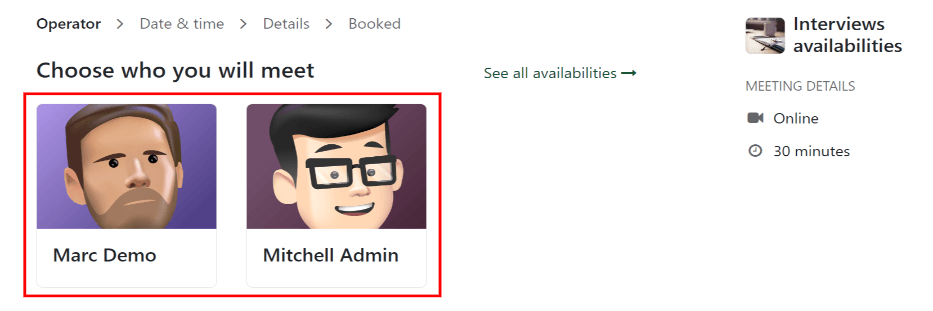 Operator > Date & time > Details > Booked
Choose who you will meet
See all availabilities →
Marc Demo
Mitchell Admin
Interviews
availabilities
MEETING DETAILS
Online
30 minutes